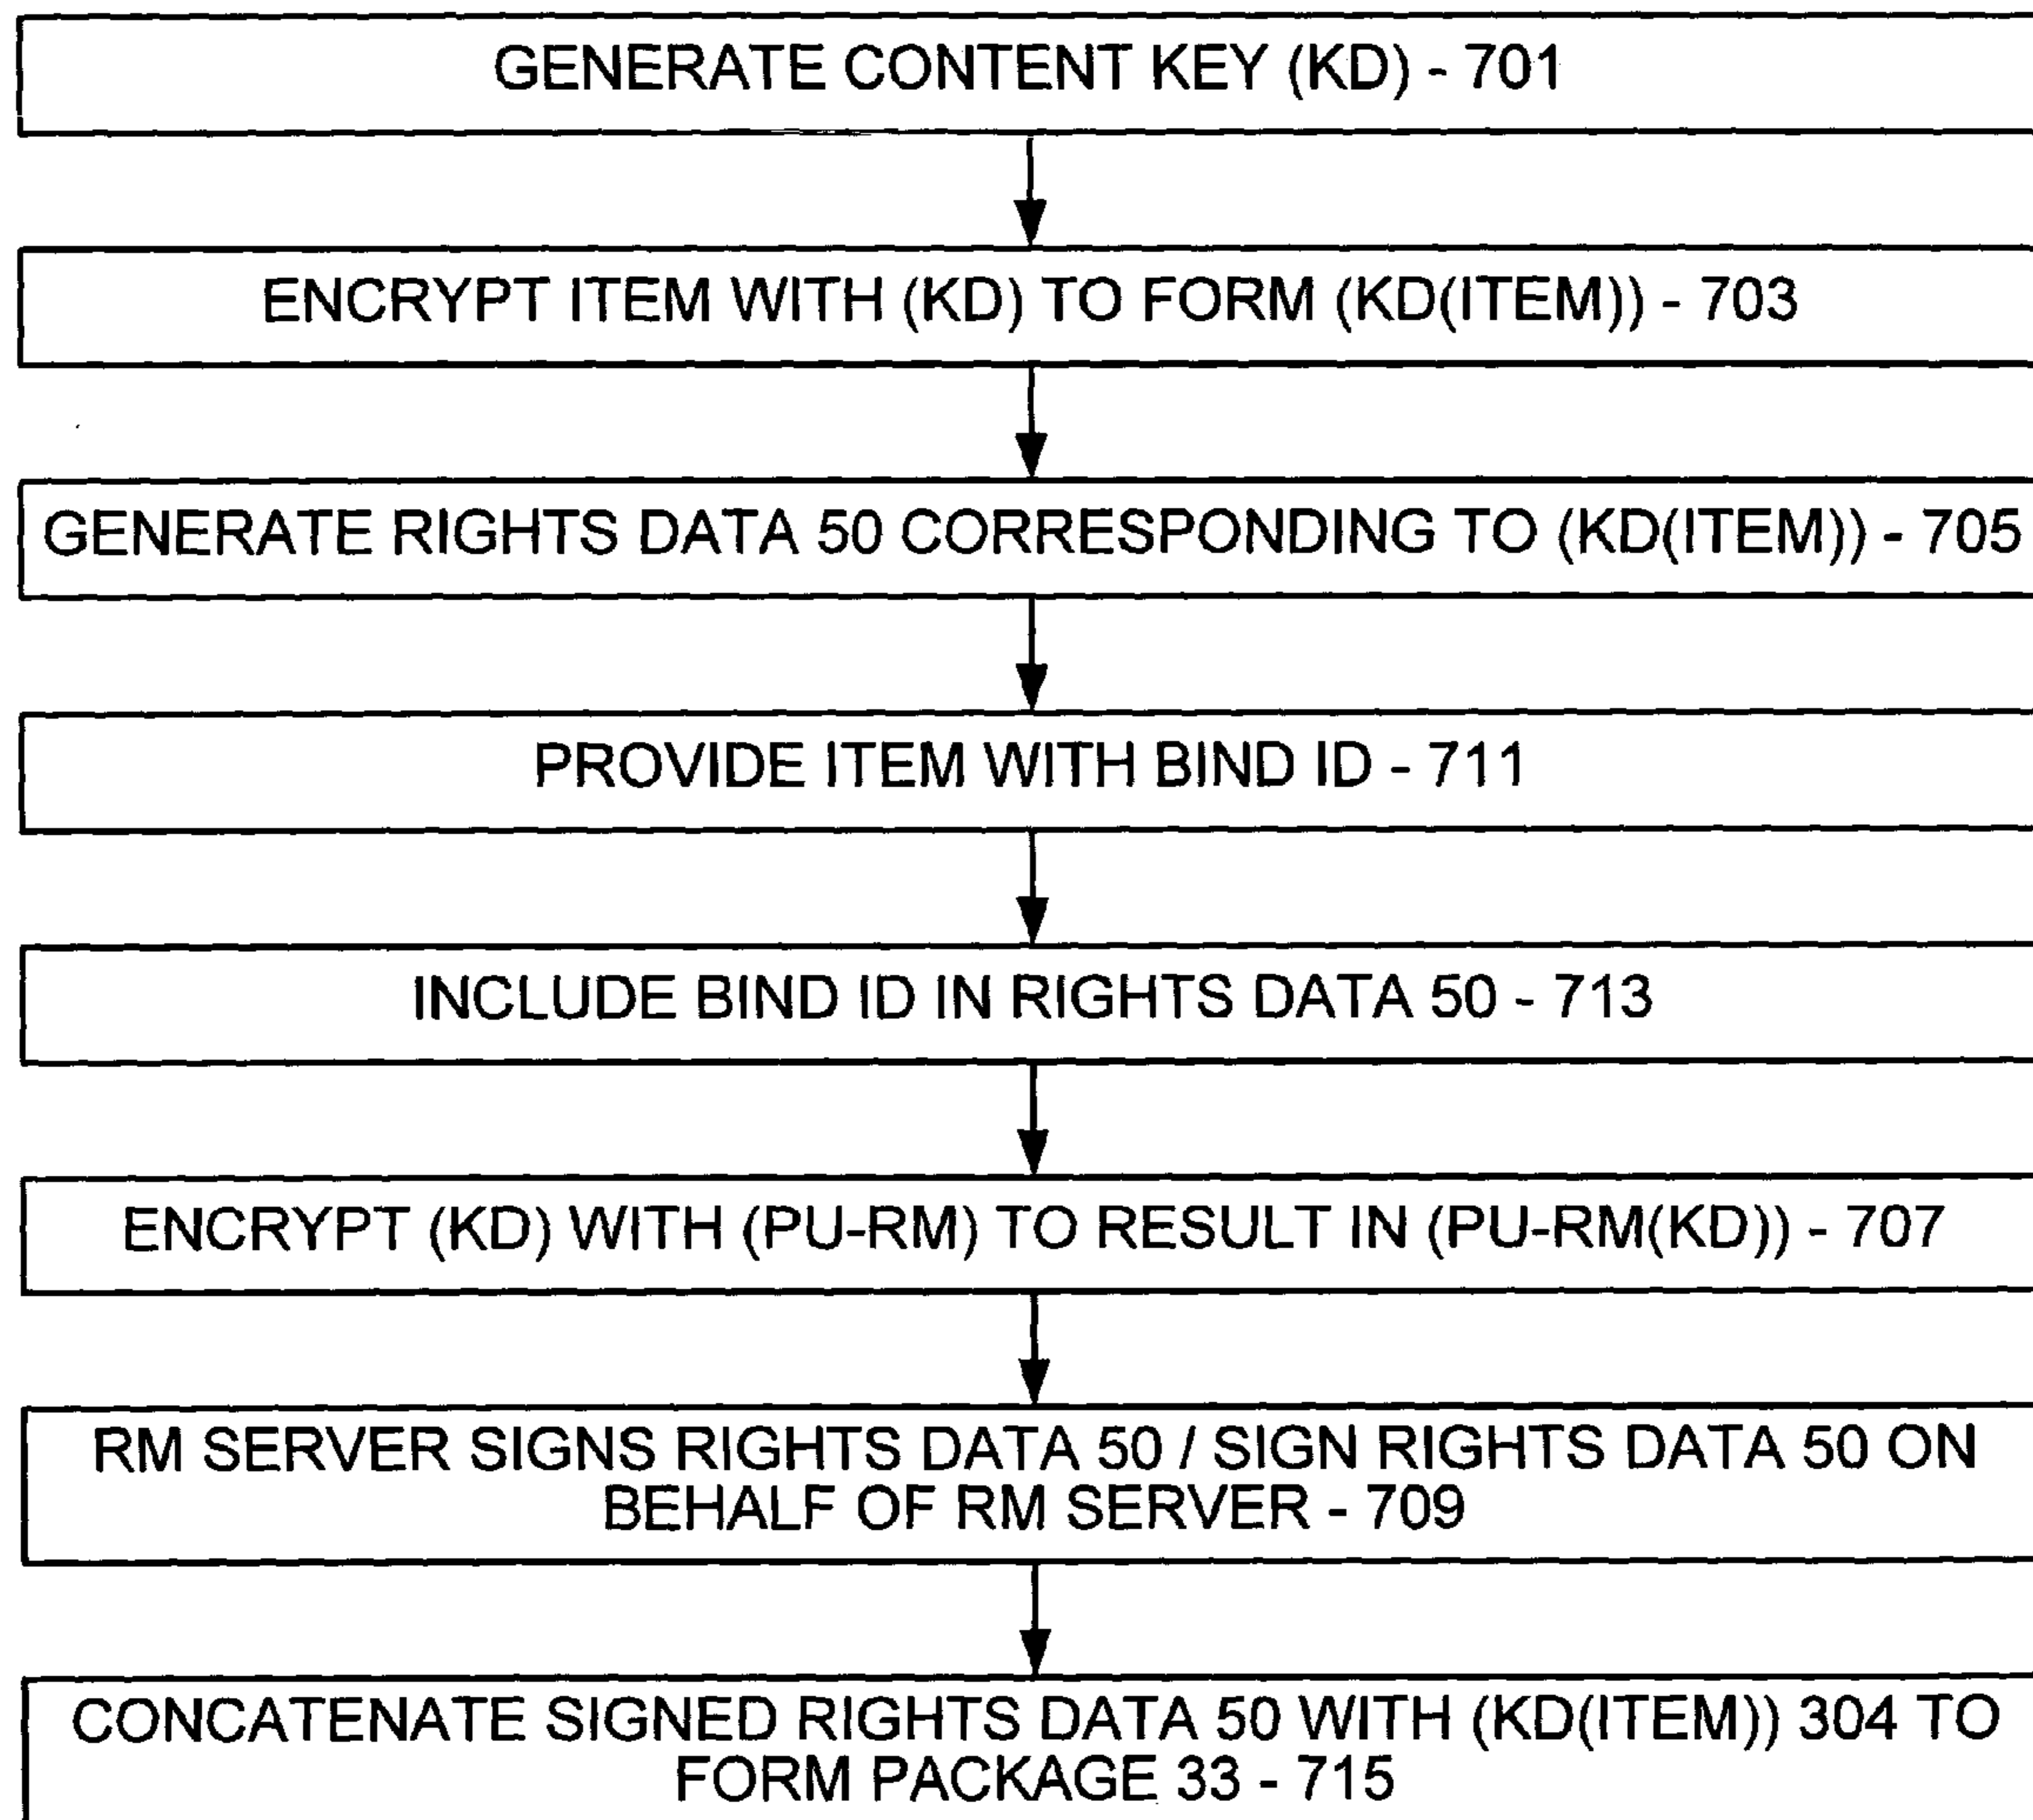 GENERATE CONTENT KEY (KD) - 701
ENCRYPT ITEM WITH (KD) TO FORM (KD(ITEM)) - 703
GENERATE RIGHTS DATA 50 CORRESPONDING TO (KD(ITEM)) - 705
PROVIDE ITEM WITH BIND ID - 711
INCLUDE BIND ID IN RIGHTS DATA 50 - 713
ENCRYPT (KD) WITH (PU-RM) TO RESULT IN (PU-RM(KD)) - 707
RM SERVER SIGNS RIGHTS DATA 50 / SIGN RIGHTS DATA 50 ON
BEHALF OF RM SERVER - 709
CONCATENATE SIGNED RIGHTS DATA 50 WITH (KD(ITEM)) 304 TO
FORM PACKAGE 33 - 715